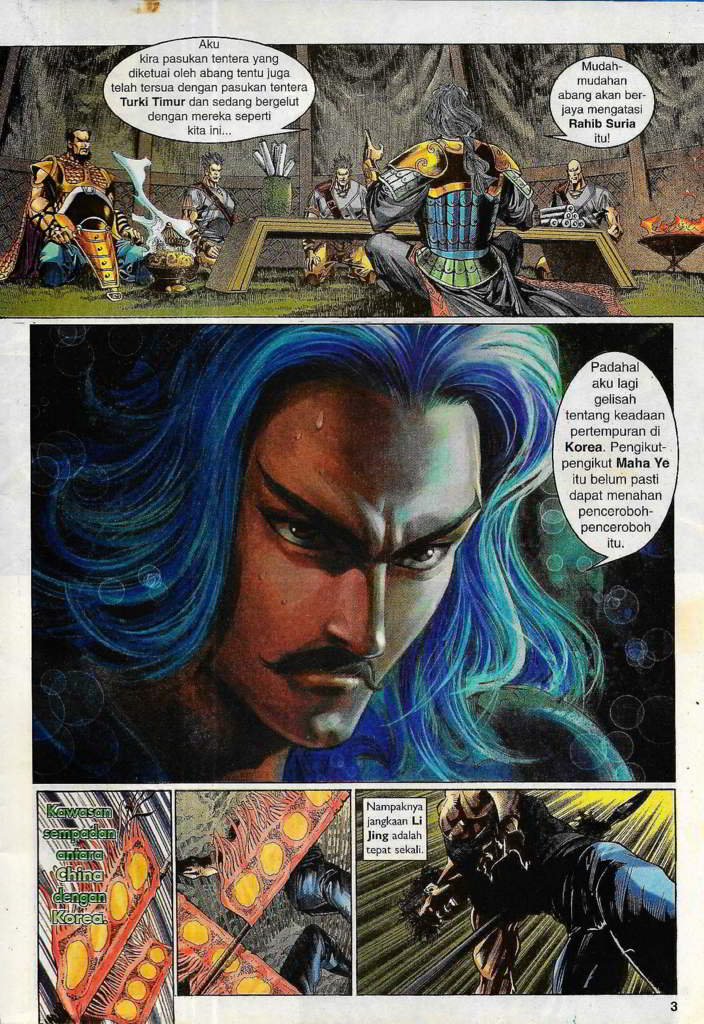 Aku
kira pasukan tentera yang
diketuai oleh abang tentu juga
telah tersua dengan pasukan tentera
Turki Timur dan sedang bergelut
dengan mereka seperti
kita ini...
Mudah-
mudahan
abang akan ber-
jaya mengatasi
Rahib Suria
itu!
Padahal
aku lagi
gelisah
tentang keadaan
pertempuran di
Korea. Pengikut-
pengikut Maha Ye
itu belum pasti
dapat menahan
penceroboh-
penceroboh
itu.
Kawasan
sempadan
antara
China
dengan
Korea.
Nampaknya
jangkaan Li
Jing adalah
tepat sekali.
3